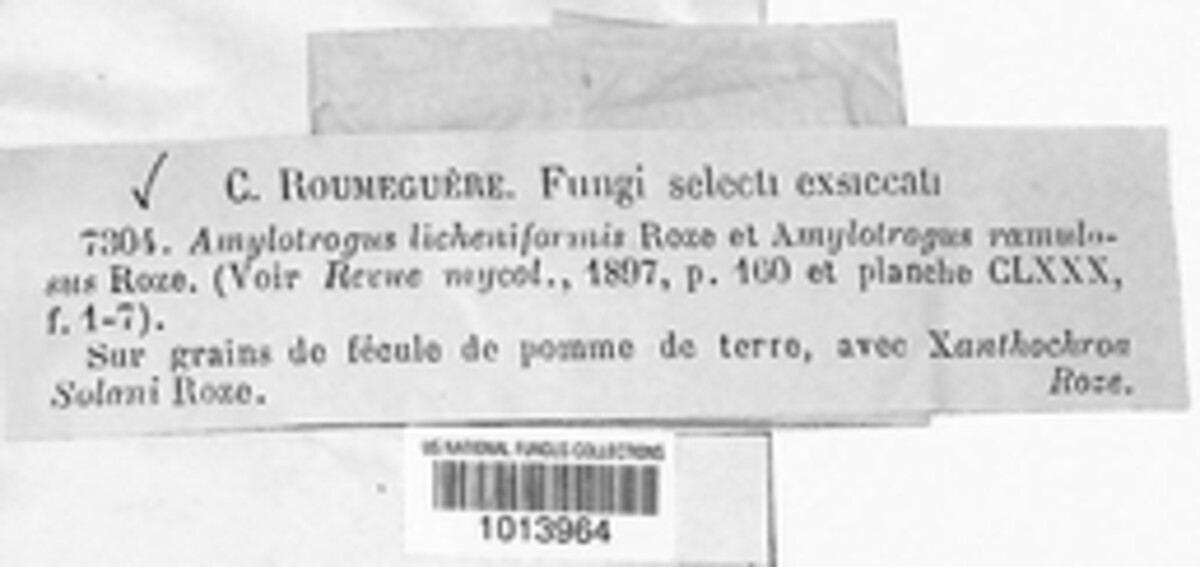 C. ROUMEGUÈRE. Fungi selecti exsiccati
7304. Amylotrogus licheniformis Roze et Amylotrogus ramulo-
sus Roze. (Voir Revue mycol., 1897, p. 160 et planche CLXXX,
f. 1-7).
Sur grains de fécule de pomme de terre, avec Xanthochroa
Solani Roze. Roze.
US NATIONAL FUNGUS COLLECTIONS
1013964